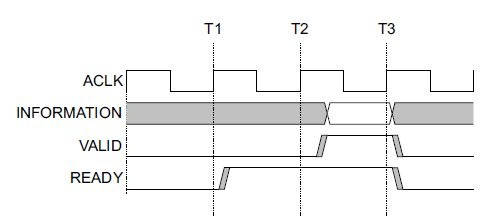 T1 T2 T3
ACLK
INFORMATION
VALID
READY